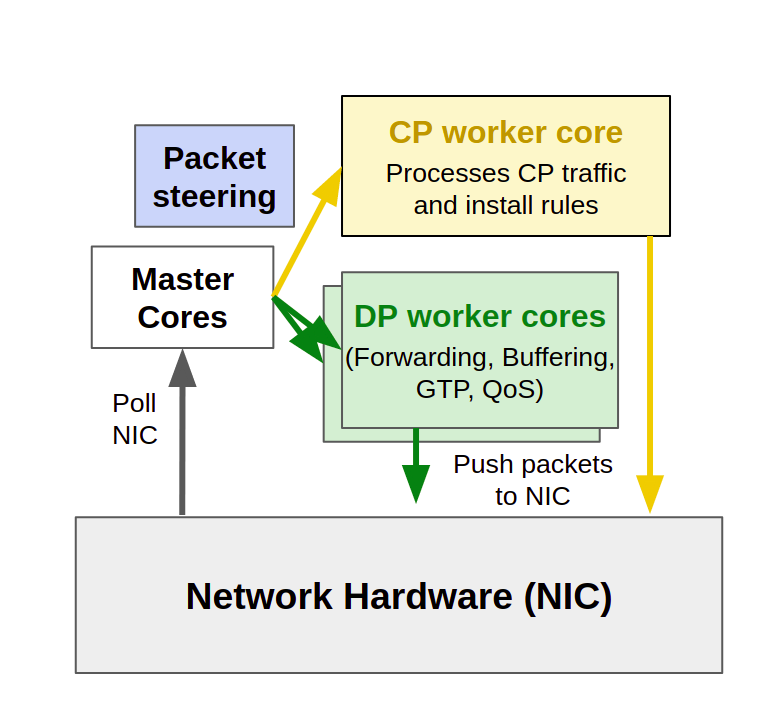 Packet
steering
CP worker core
Processes CP traffic
and install rules
Master
Cores
DP worker cores
(Forwarding, Buffering,
GTP, QoS)
Poll
NIC
Push packets
to NIC
Network Hardware (NIC)